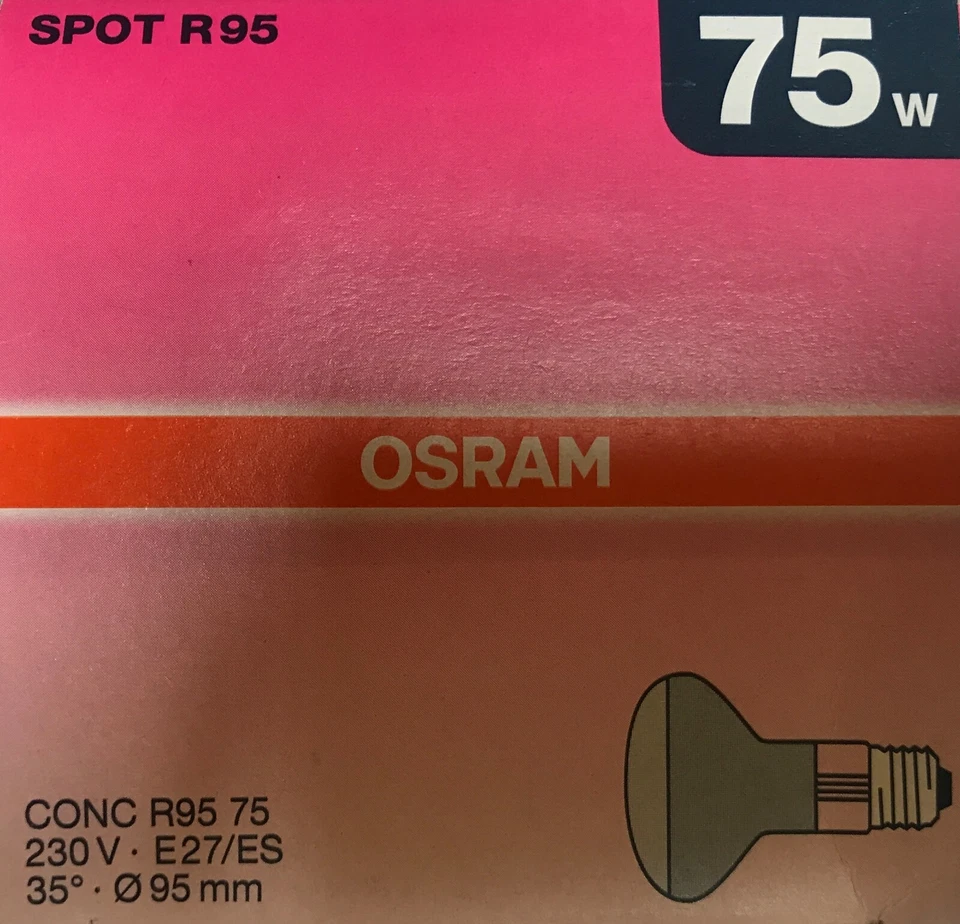 SPOT R95
75 W
OSRAM
CONC R95 75
230 V · E27/ES
35° · Ø 95 mm